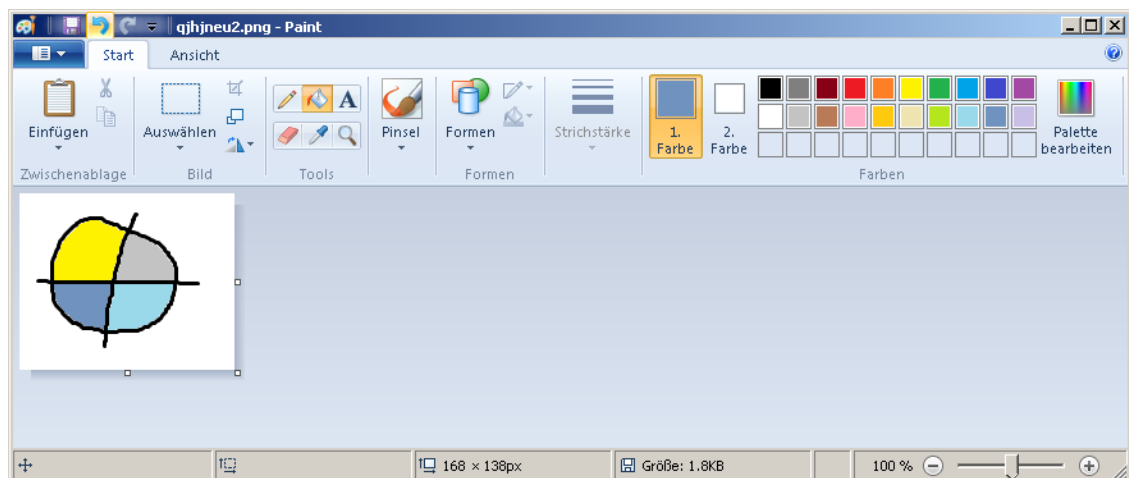 qjhjneu2.png - Paint
Start Ansicht
Einfügen
Auswählen
A
Pinsel
Formen
Strichstärke
1.
Farbe
2.
Farbe
Palette
bearbeiten
Zwischenablage Bild Tools Formen Farben
168 × 138px Größe: 1.8KB 100 %